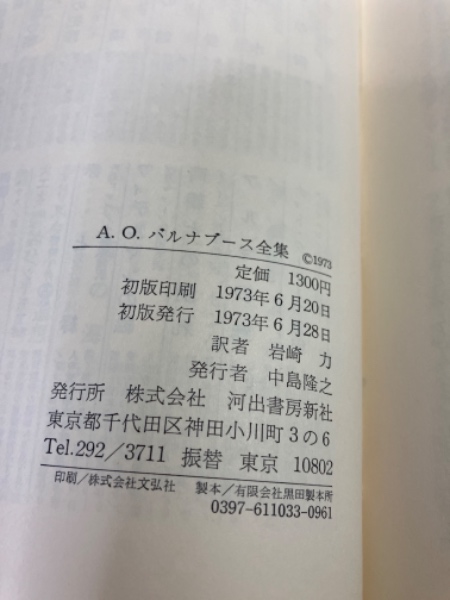 A. O. バルナブース全集 ©1973
定価 1300円
初版印刷 1973年6月20日
初版発行 1973年6月28日
訳者 岩崎 力
発行者 中島隆之
発行所 株式会社 河出書房新社
東京都千代田区神田小川町3の6
Tel.292/3711 振替 東京 10802
印刷/株式会社文弘社 製本/有限会社黒田製本所
0397-611033-0961